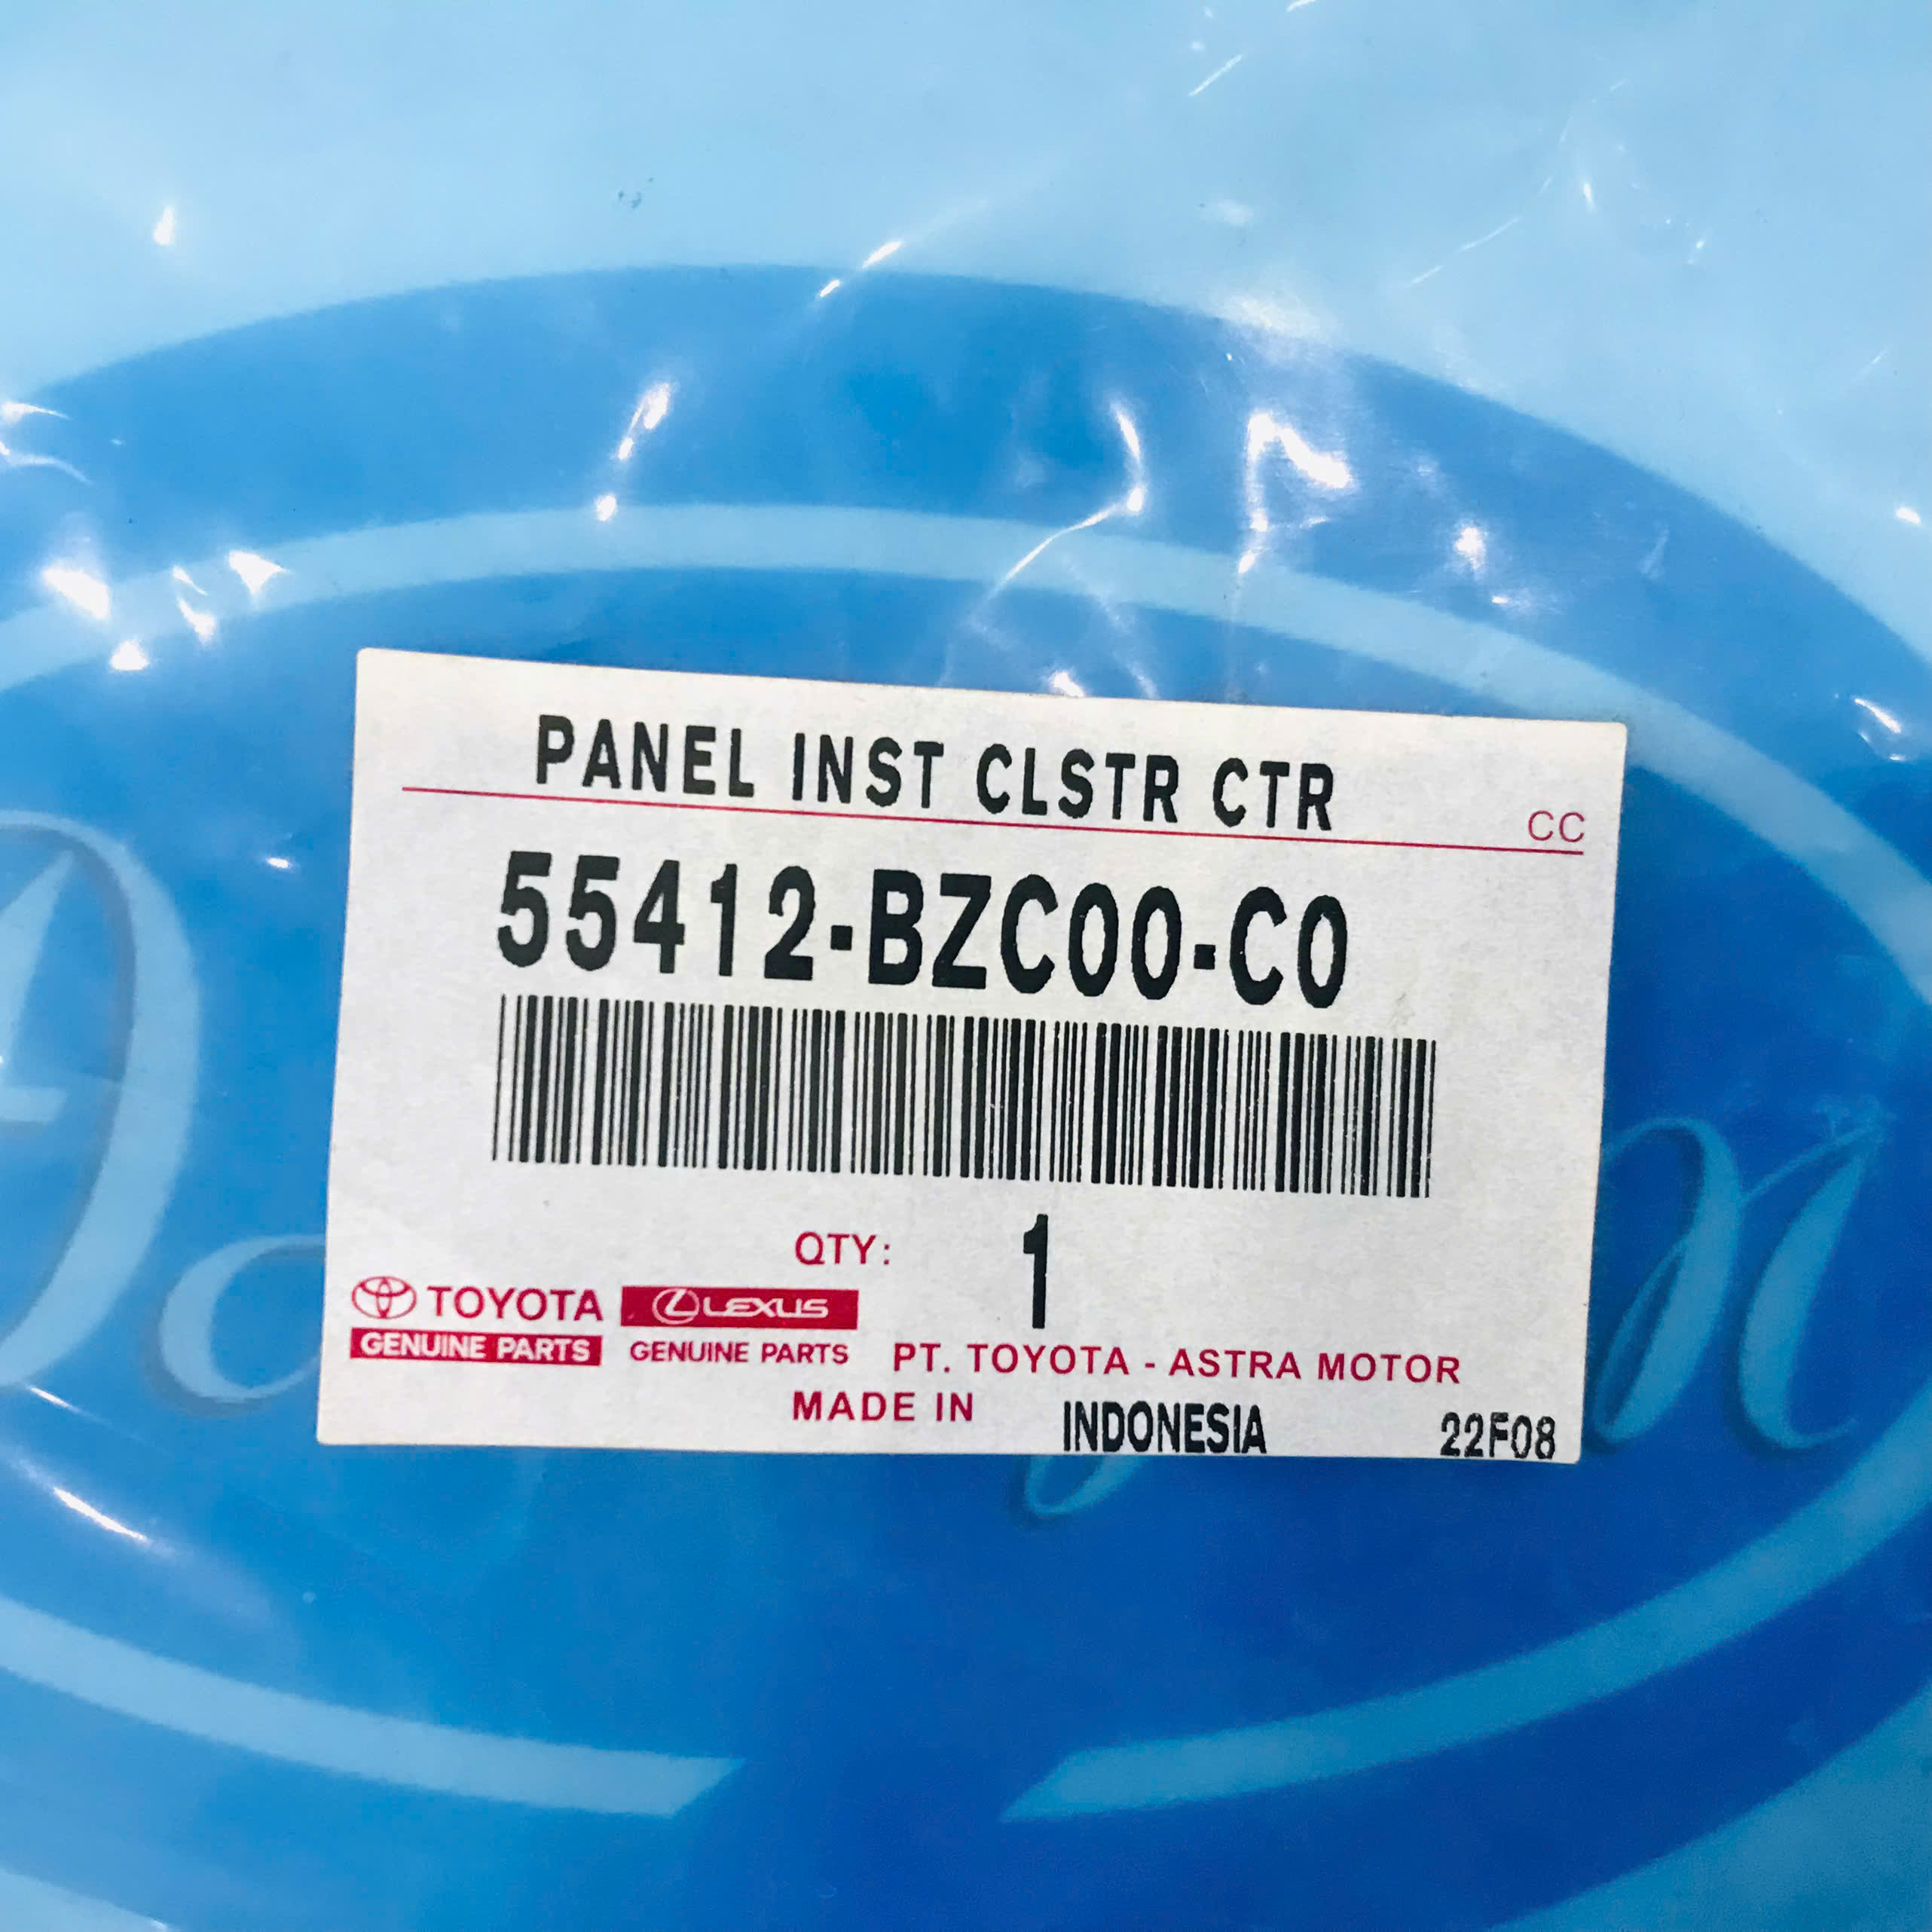 PANEL INST CLSTR CTR
CC
55412-BZC00-C0
QTY: 1
TOYOTA LEXUS
GENUINE PARTS GENUINE PARTS PT. TOYOTA - ASTRA MOTOR
MADE IN INDONESIA 22F08